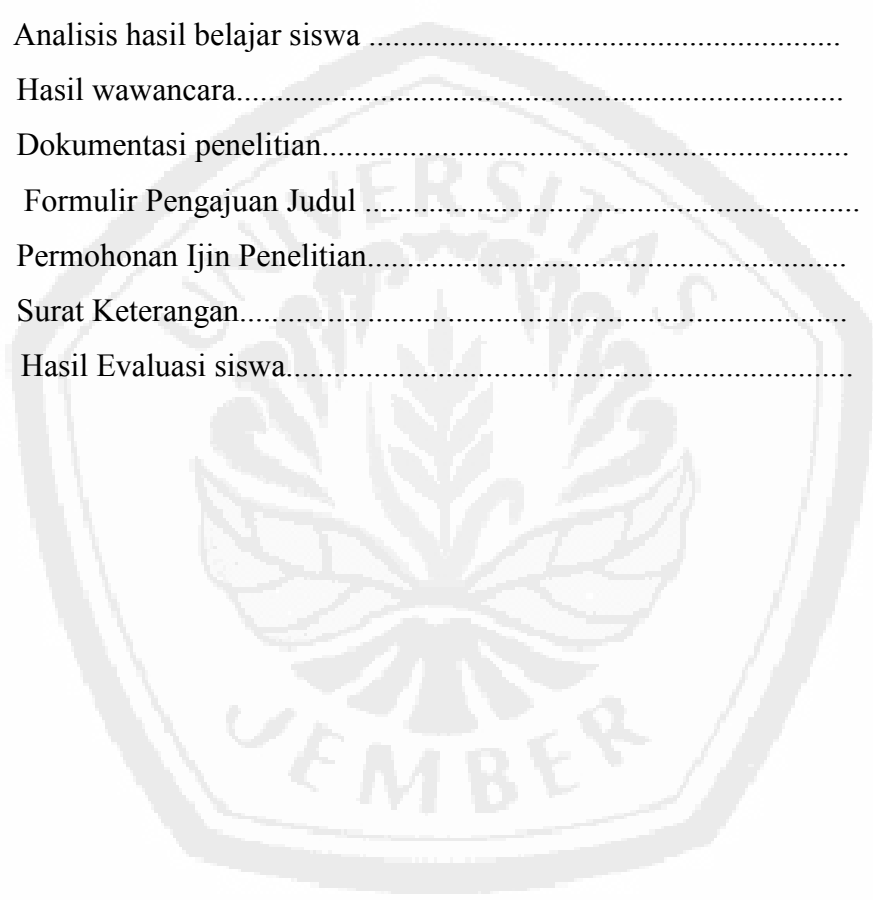 Analisis hasil belajar siswa ..........................................................
Hasil wawancara...........................................................................
Dokumentasi penelitian.................................................................
Formulir Pengajuan Judul .............................................................
Permohonan Ijin Penelitian...........................................................
Surat Keterangan...........................................................................
Hasil Evaluasi siswa......................................................................
UNIVERSITAS
JEMBER